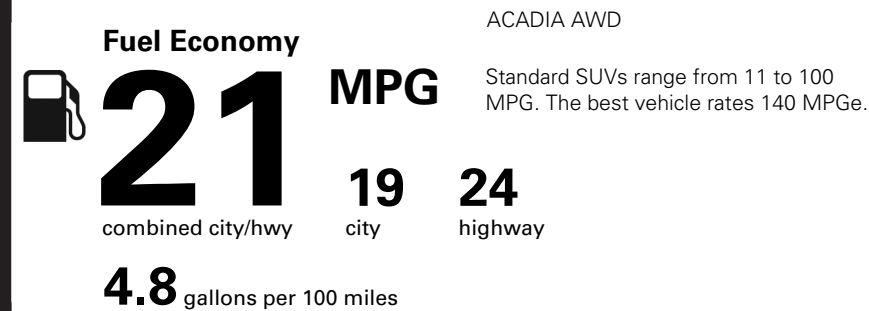 ACADIA AWD
Fuel Economy
21 MPG
Standard SUVs range from 11 to 100
MPG. The best vehicle rates 140 MPGe.
19 24
combined city/hwy city highway
4.8 gallons per 100 miles